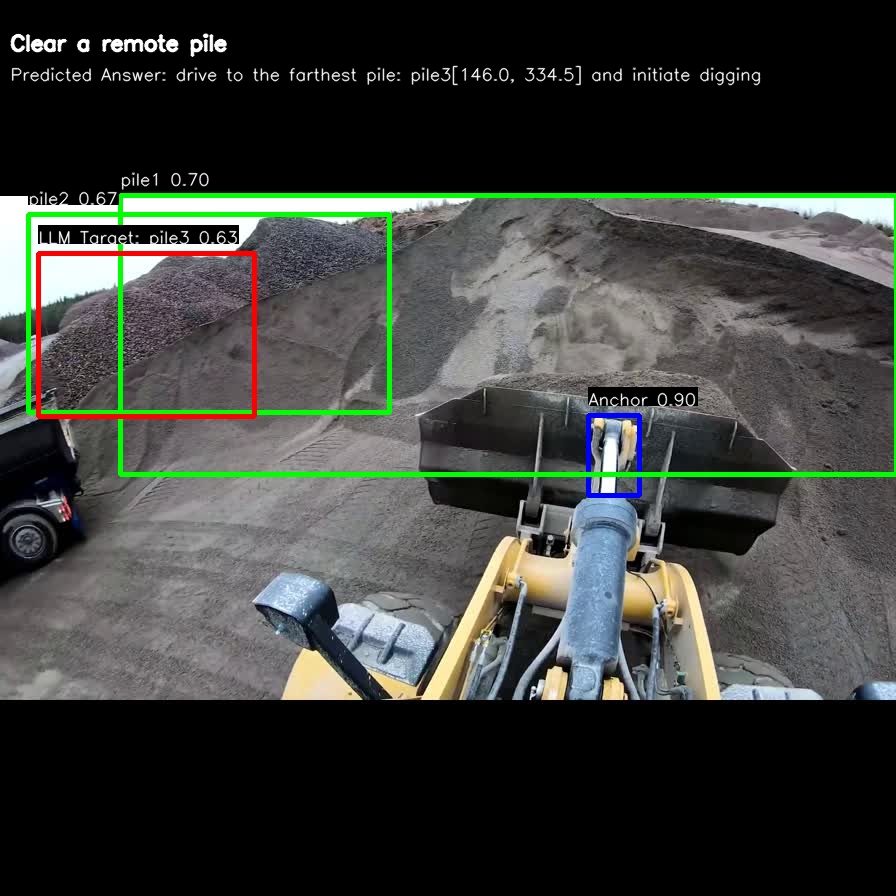 Clear a remote pile
Predicted Answer: drive to the farthest pile: pile3[146.0, 334.5] and initiate digging
pile1 0.70
pile2 0.67
LLM Target: pile3 0.63
Anchor 0.90